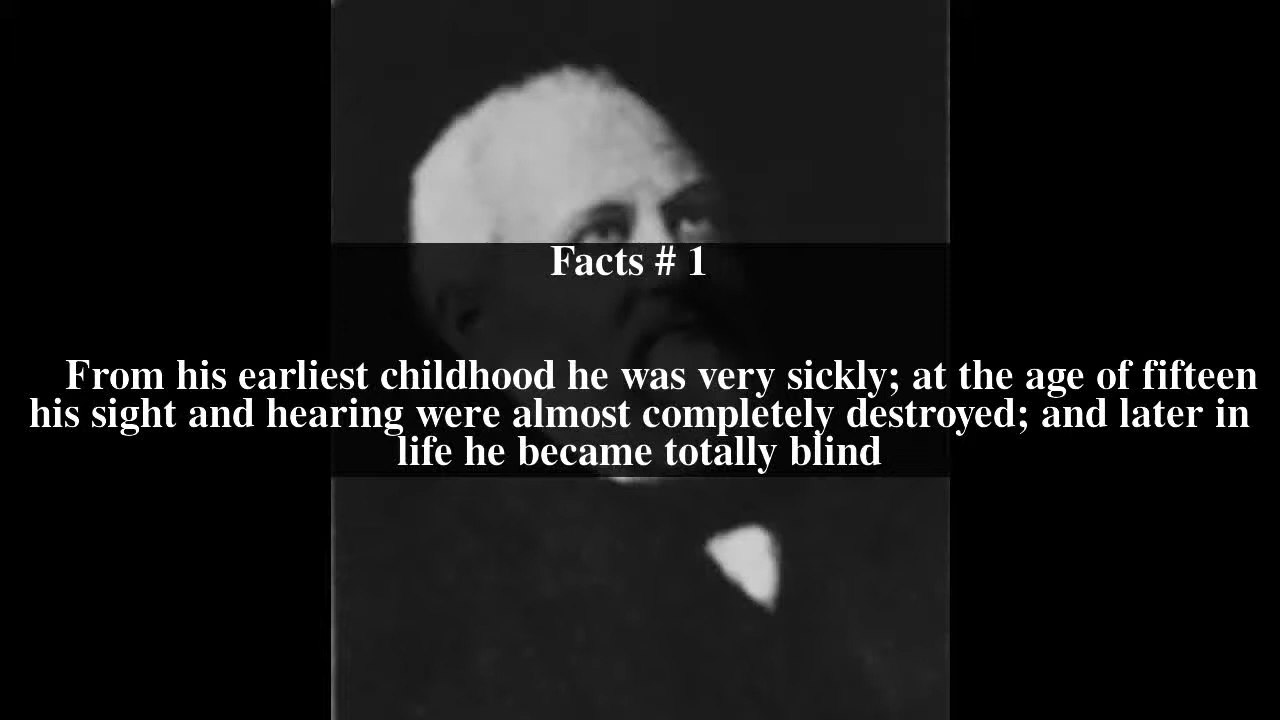 Facts # 1
From his earliest childhood he was very sickly; at the age of fifteen
his sight and hearing were almost completely destroyed; and later in
life he became totally blind